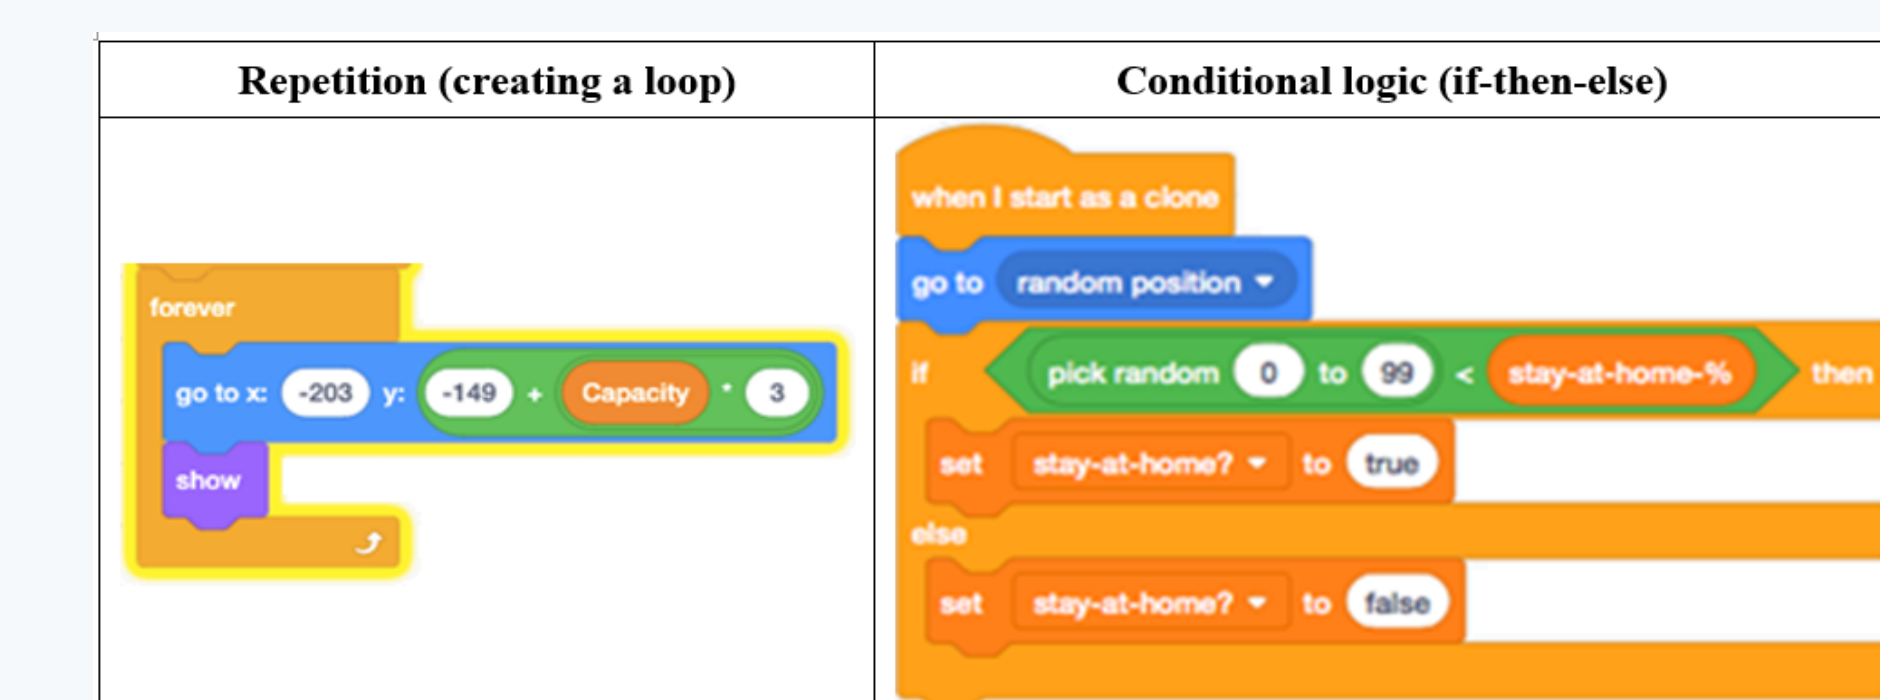 Repetition (creating a loop)
Conditional logic (if-then-else)
forever
go to x: -203 y: -149 + Capacity * 3
show
when I start as a clone
go to random position
if pick random 0 to 99 < stay-at-home-% then
set stay-at-home? to true
else
set stay-at-home? to false